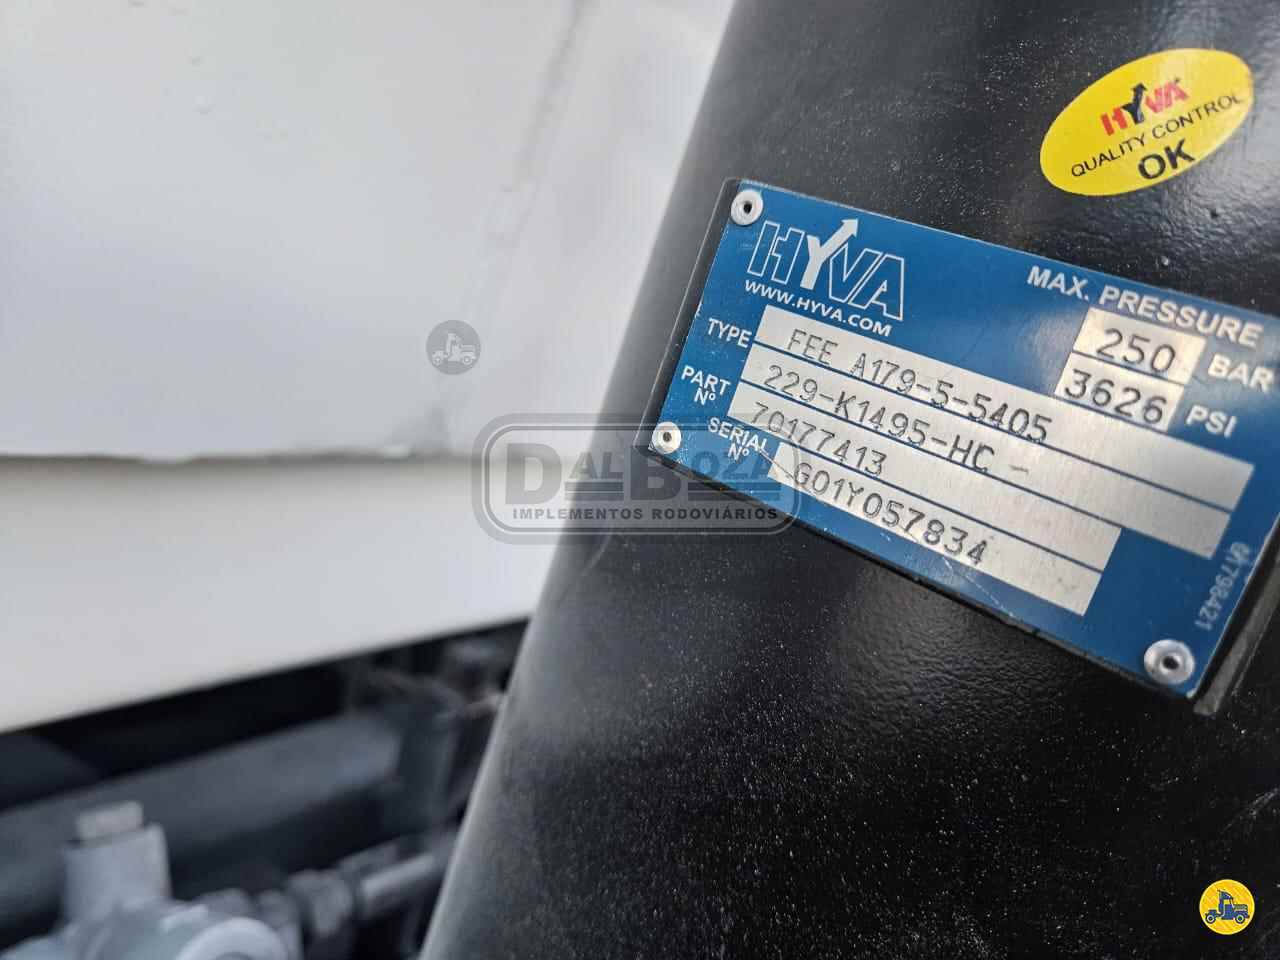 HYVA
QUALITY CONTROL
OK
HYVA
WWW.HYVA.COM
MAX. PRESSURE
250 BAR
3626 PSI
TYPE FEE A179-5-5405
229-K1495-HC -
PART Nº 70177413
SERIAL Nº G01Y057834
DALBOZA
IMPLEMENTOS RODOVIÁRIOS